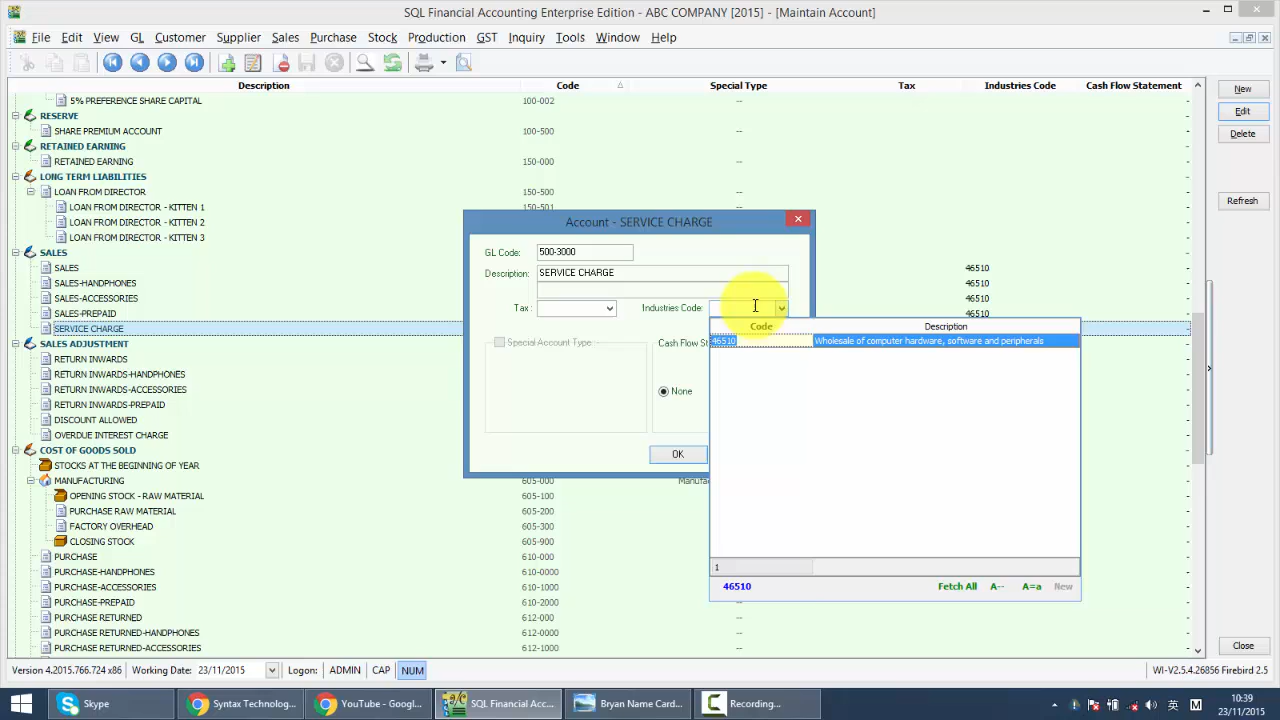 SQL Financial Accounting Enterprise Edition - ABC COMPANY [2015] - [Maintain Account]
File Edit View GL Customer Supplier Sales Purchase Stock Production GST Inquiry Tools Window Help
Description Code Special Type Tax Industries Code Cash Flow Statement
5% PREFERENCE SHARE CAPITAL 100-002 --
RESERVE
SHARE PREMIUM ACCOUNT 100-500 --
RETAINED EARNING
RETAINED EARNING 150-000 --
LONG TERM LIABILITIES
LOAN FROM DIRECTOR 150-500 --
LOAN FROM DIRECTOR - KITTEN 1 150-501 --
LOAN FROM DIRECTOR - KITTEN 2
LOAN FROM DIRECTOR - KITTEN 3
SALES
SALES 46510
SALES-HANDPHONES 46510
SALES-ACCESSORIES 46510
SALES-PREPAID 46510
SERVICE CHARGE
SALES ADJUSTMENT
RETURN INWARDS
RETURN INWARDS-HANDPHONES
RETURN INWARDS-ACCESSORIES
RETURN INWARDS-PREPAID
DISCOUNT ALLOWED
OVERDUE INTEREST CHARGE
COST OF GOODS SOLD
STOCKS AT THE BEGINING OF YEAR
MANUFACTURING 605-000 Manuf
OPENING STOCK - RAW MATERIAL 605-100
PURCHASE RAW MATERIAL 605-200
FACTORY OVERHEAD 605-300
CLOSING STOCK 605-900
PURCHASE 610-000
PURCHASE-HANDPHONES 610-0000
PURCHASE-ACCESSORIES 610-1000
PURCHASE-PREPAID 610-2000
PURCHASE RETURNED 612-000
PURCHASE RETURNED-HANDPHONES 612-0000
PURCHASE RETURNED-ACCESSORIES 612-1000
New
Edit
Delete
Refresh
Close
Account - SERVICE CHARGE
GL Code: 500-3000
Description: SERVICE CHARGE
Tax : Industries Code:
Special Account Type : - Cash Flow Sta
None
OK
Code Description
46510 Wholesale of computer hardware, software and peripherals
1
46510 Fetch All A-- A=a New
Version 4.2015.766.724 x86 Working Date: 23/11/2015 Logon: ADMIN CAP NUM WI-V2.5.4.26856 Firebird 2.5
Skype Syntax Technolog... YouTube - Googl... SQL Financial Acc... Bryan Name Card... Recording... 英 M 10:39
23/11/2015